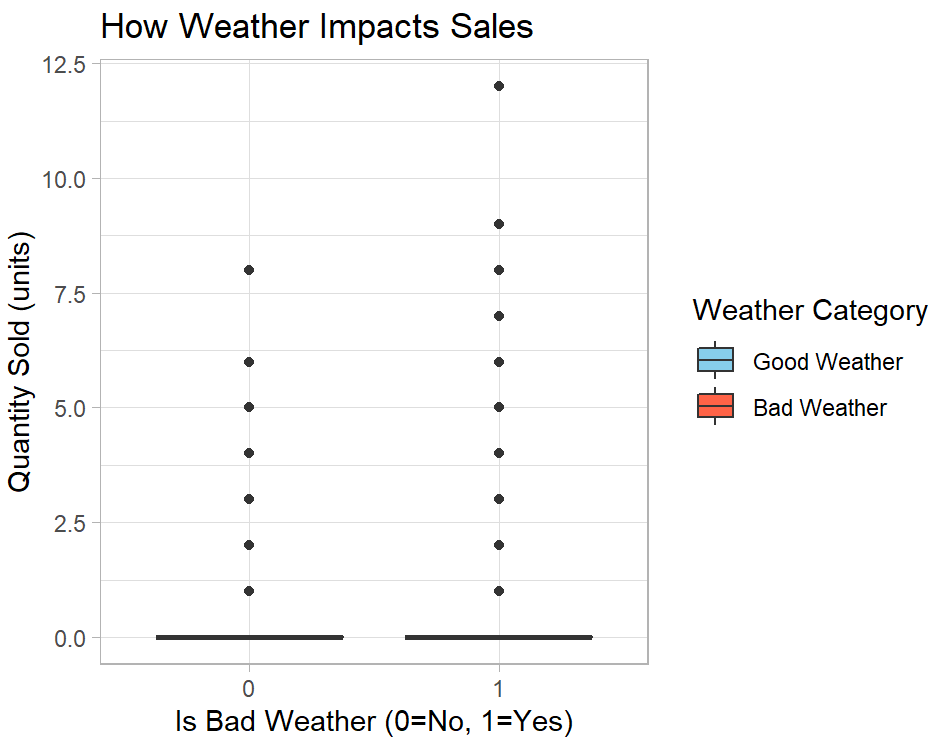 How Weather Impacts Sales
12.5
10.0
7.5
5.0
2.5
0.0
Quantity Sold (units)
0
1
Is Bad Weather (0=No, 1=Yes)
Weather Category
Good Weather
Bad Weather